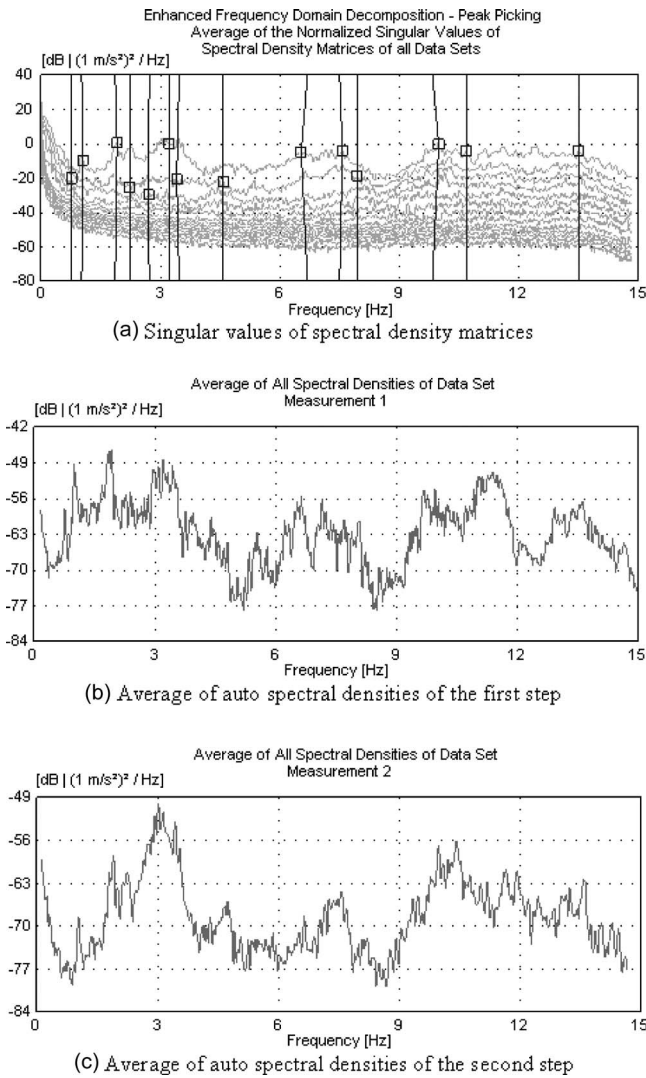 Enhanced Frequency Domain Decomposition - Peak Picking
Average of the Normalized Singular Values of
Spectral Density Matrices of all Data Sets
[dB | (1 m/s²)² / Hz]
40
20
0
-20
-40
-60
-80
0 3 6 9 12 15
Frequency [Hz]
(a) Singular values of spectral density matrices
Average of All Spectral Densities of Data Set
Measurement 1
[dB | (1 m/s²)² / Hz]
-42
-49
-56
-63
-70
-77
-84
0 3 6 9 12 15
Frequency [Hz]
(b) Average of auto spectral densities of the first step
Average of All Spectral Densities of Data Set
Measurement 2
[dB | (1 m/s²)² / Hz]
-49
-56
-63
-70
-77
-84
0 3 6 9 12 15
Frequency [Hz]
(c) Average of auto spectral densities of the second step